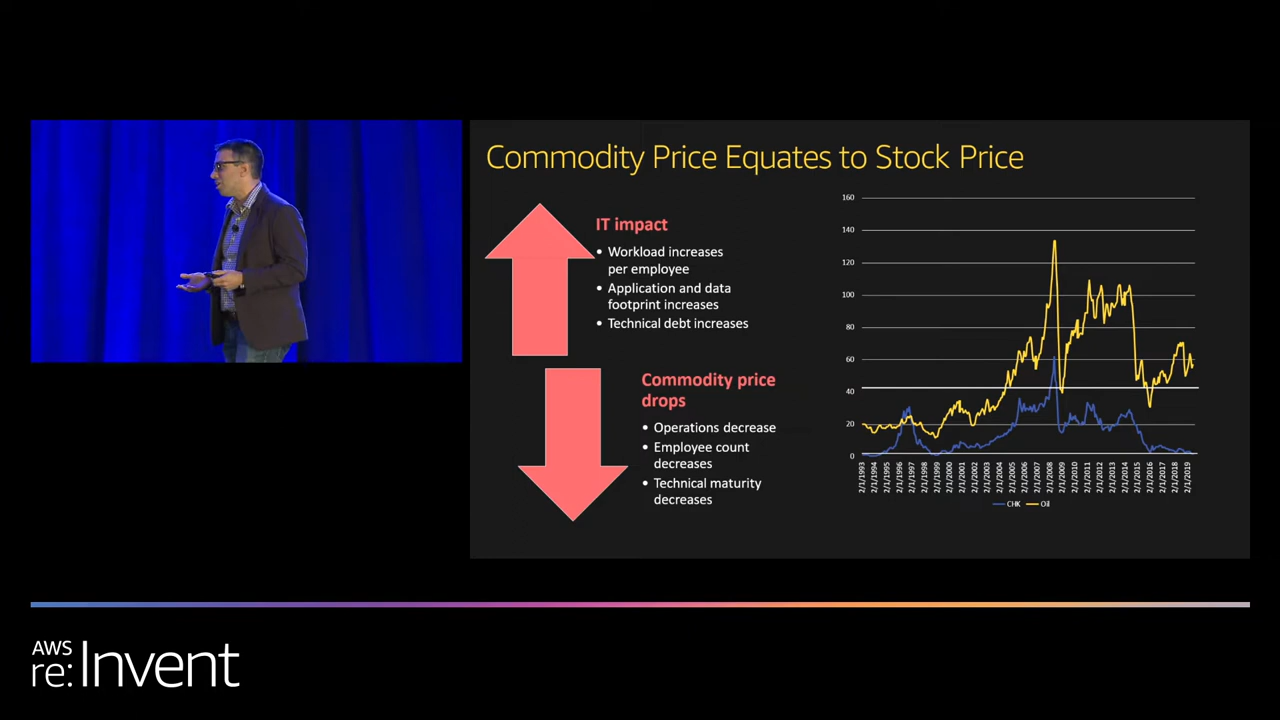 Commodity Price Equates to Stock Price
IT impact
• Workload increases
per employee
• Application and data
footprint increases
• Technical debt increases
Commodity price
drops
• Operations decrease
• Employee count
decreases
• Technical maturity
decreases
160
140
120
100
80
60
40
20
0
2/1/1993
2/1/1994
2/1/1995
2/1/1996
2/1/1997
2/1/1998
2/1/1999
2/1/2000
2/1/2001
2/1/2002
2/1/2003
2/1/2004
2/1/2005
2/1/2006
2/1/2007
2/1/2008
2/1/2009
2/1/2010
2/1/2011
2/1/2012
2/1/2013
2/1/2014
2/1/2015
2/1/2016
2/1/2017
2/1/2018
2/1/2019
CHK Oil
AWS
re:Invent